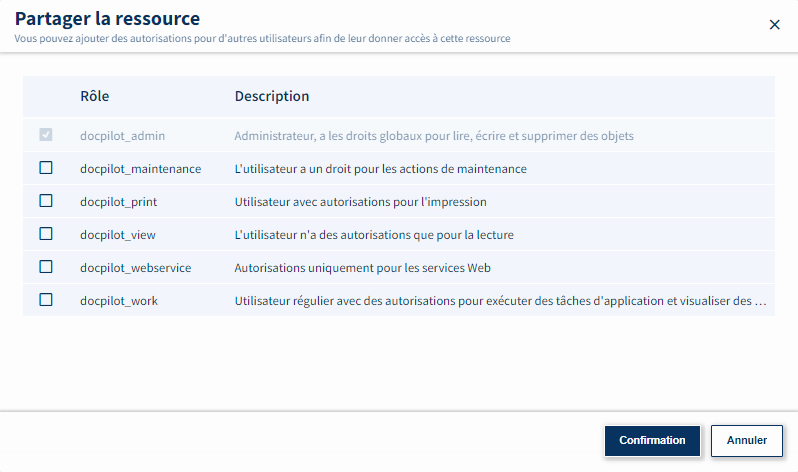 Partager la ressource
Vous pouvez ajouter des autorisations pour d'autres utilisateurs afin de leur donner accès à cette ressource
Rôle Description
docpilot_admin Administrateur, a les droits globaux pour lire, écrire et supprimer des objets
docpilot_maintenance L'utilisateur a un droit pour les actions de maintenance
docpilot_print Utilisateur avec autorisations pour l'impression
docpilot_view L'utilisateur n'a des autorisations que pour la lecture
docpilot_webservice Autorisations uniquement pour les services Web
docpilot_work Utilisateur régulier avec des autorisations pour exécuter des tâches d'application et visualiser des …
Confirmation Annuler